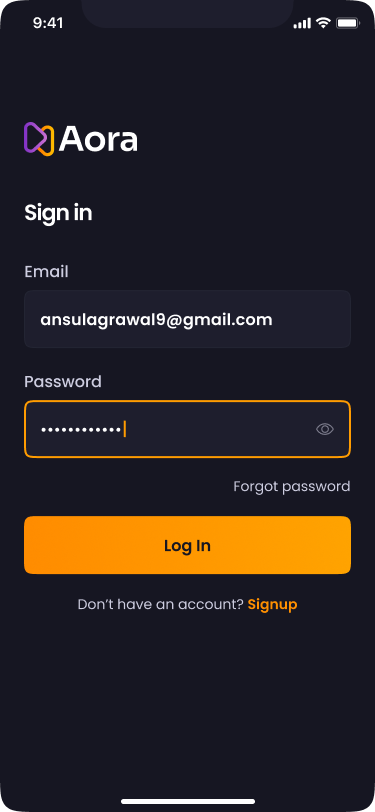 9:41
Aora
Sign in
Email
ansulagrawal9@gmail.com
Password
••••••••••••
Forgot password
Log In
Don’t have an account? Signup